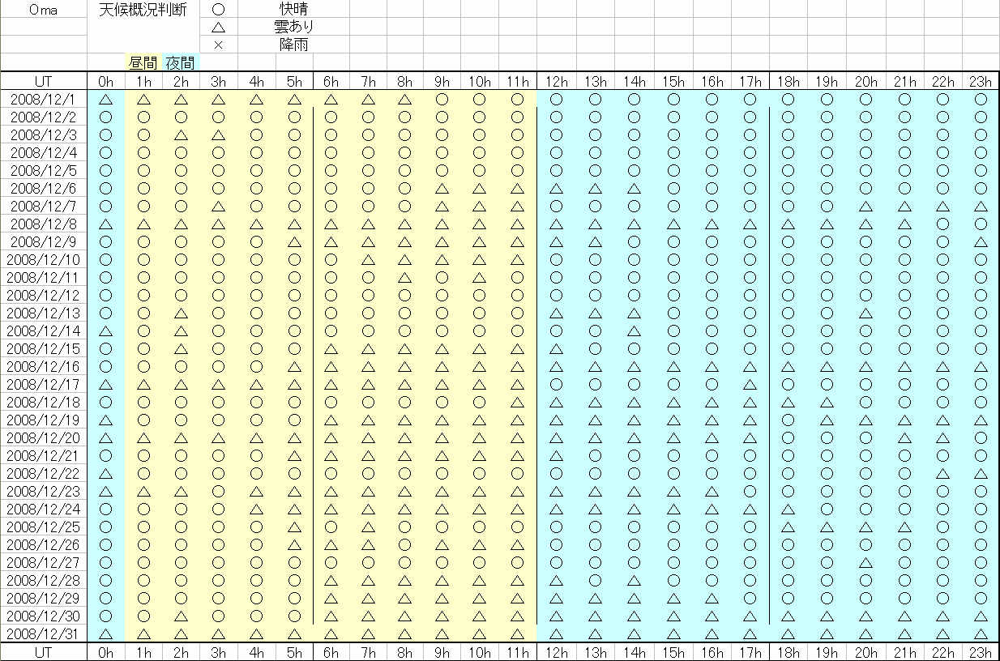 Oma 天候概況判断 ○ 快晴
△ 雲あり
× 降雨
昼間 夜間
UT 0h 1h 2h 3h 4h 5h 6h 7h 8h 9h 10h 11h 12h 13h 14h 15h 16h 17h 18h 19h 20h 21h 22h 23h
2008/12/1 △ △ △ △ △ △ △ △ △ ○ ○ ○ ○ ○ ○ ○ ○ ○ ○ ○ ○ ○ ○ ○
2008/12/2 ○ ○ ○ ○ ○ ○ ○ ○ ○ ○ ○ ○ ○ ○ ○ ○ ○ ○ ○ ○ ○ ○ ○ ○
2008/12/3 ○ ○ △ △ ○ ○ ○ ○ ○ ○ ○ ○ ○ ○ ○ ○ ○ ○ ○ ○ ○ ○ ○ ○
2008/12/4 ○ ○ ○ ○ ○ ○ ○ ○ ○ ○ ○ ○ ○ ○ ○ ○ ○ ○ ○ ○ ○ ○ ○ ○
2008/12/5 ○ ○ ○ ○ ○ ○ ○ ○ ○ ○ ○ ○ ○ ○ ○ ○ ○ ○ ○ ○ ○ ○ ○ ○
2008/12/6 ○ ○ ○ ○ ○ ○ ○ ○ ○ △ △ △ △ △ △ ○ ○ ○ ○ ○ ○ ○ ○ ○
2008/12/7 ○ ○ ○ △ ○ ○ ○ ○ ○ △ △ △ ○ ○ ○ ○ ○ ○ ○ ○ △ △ △ △
2008/12/8 △ △ △ △ △ △ △ △ △ △ △ △ △ △ △ △ △ △ △ △ △ △ ○ ○
2008/12/9 ○ ○ ○ ○ ○ △ △ △ △ △ △ △ △ △ ○ ○ ○ ○ ○ ○ ○ ○ ○ △
2008/12/10 ○ ○ ○ ○ ○ ○ ○ △ △ △ △ △ ○ ○ ○ ○ ○ ○ ○ ○ ○ ○ ○ ○
2008/12/11 ○ ○ ○ ○ ○ ○ ○ ○ △ ○ △ ○ ○ ○ ○ ○ ○ ○ ○ ○ ○ ○ ○ ○
2008/12/12 ○ ○ ○ ○ ○ ○ ○ ○ ○ ○ ○ ○ ○ ○ ○ ○ ○ ○ ○ ○ ○ ○ ○ ○
2008/12/13 ○ ○ △ ○ ○ ○ ○ ○ ○ ○ ○ ○ △ △ △ ○ ○ ○ ○ ○ △ ○ ○ ○
2008/12/14 △ ○ △ ○ ○ ○ ○ ○ ○ ○ ○ ○ ○ ○ △ ○ ○ ○ ○ ○ ○ ○ ○ ○
2008/12/15 ○ ○ △ ○ ○ ○ △ △ △ △ △ △ △ ○ ○ ○ ○ ○ ○ ○ ○ ○ ○ ○
2008/12/16 ○ ○ ○ ○ ○ △ △ △ △ △ △ △ △ △ △ △ △ △ △ △ △ △ △ △
2008/12/17 △ △ △ △ △ △ △ △ △ △ △ △ ○ ○ ○ ○ ○ △ ○ ○ ○ ○ ○ ○
2008/12/18 ○ ○ ○ ○ ○ ○ ○ ○ ○ ○ ○ △ △ △ △ △ △ △ △ △ ○ ○ ○ ○
2008/12/19 △ ○ ○ ○ ○ ○ △ △ △ △ △ △ △ △ △ △ △ △ ○ △ △ △ △ △
2008/12/20 △ △ △ △ △ △ △ △ △ △ △ △ △ △ △ △ △ △ ○ ○ ○ △ △ ○
2008/12/21 ○ ○ ○ ○ ○ △ △ △ △ △ △ △ △ ○ ○ ○ ○ ○ ○ ○ ○ ○ ○ ○
2008/12/22 △ ○ ○ ○ ○ ○ ○ ○ ○ ○ ○ ○ ○ ○ ○ ○ ○ ○ ○ ○ ○ ○ △ △
2008/12/23 △ △ △ ○ △ △ △ △ △ △ △ △ △ △ △ △ △ ○ ○ ○ ○ ○ ○ ○
2008/12/24 ○ ○ ○ ○ △ △ △ △ △ △ △ △ △ △ △ △ △ △ △ ○ ○ ○ ○ ○
2008/12/25 ○ ○ ○ ○ ○ △ △ △ ○ ○ ○ ○ ○ ○ ○ ○ ○ ○ △ △ △ △ ○ ○
2008/12/26 ○ ○ ○ ○ ○ △ △ △ ○ △ △ △ ○ ○ ○ ○ ○ ○ ○ ○ ○ ○ ○ ○
2008/12/27 ○ ○ ○ ○ ○ ○ ○ ○ ○ ○ ○ ○ ○ ○ ○ ○ ○ ○ ○ ○ △ ○ ○ ○
2008/12/28 ○ ○ ○ ○ ○ ○ △ △ △ △ △ △ △ ○ △ ○ ○ ○ ○ ○ ○ ○ ○ ○
2008/12/29 ○ ○ ○ ○ ○ ○ △ △ △ △ △ △ △ △ △ △ △ ○ ○ ○ ○ ○ ○ ○
2008/12/30 ○ ○ △ ○ ○ ○ △ △ △ △ △ △ △ △ △ △ △ △ △ △ △ △ △ △
2008/12/31 △ △ △ △ △ △ △ △ △ △ △ △ △ △ △ △ △ △ △ △ △ △ △ △
UT 0h 1h 2h 3h 4h 5h 6h 7h 8h 9h 10h 11h 12h 13h 14h 15h 16h 17h 18h 19h 20h 21h 22h 23h